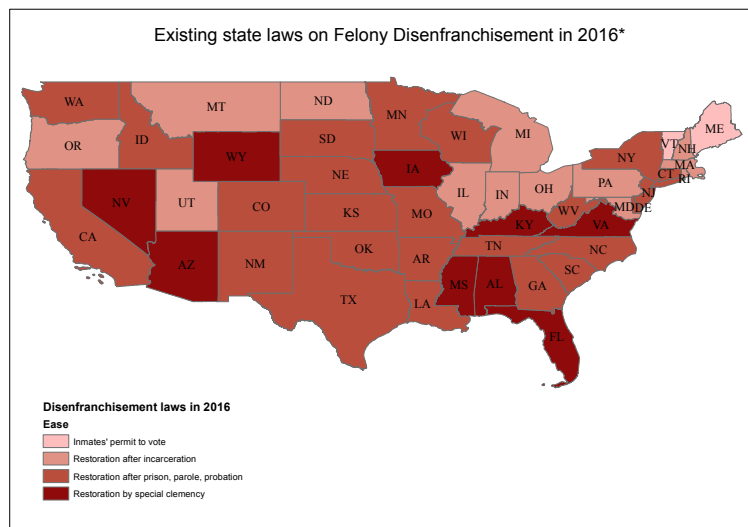 Existing state laws on Felony Disenfranchisement in 2016*
WA
MT
ND
MN
ME
OR
ID
SD
WI
MI
VT
NH
NY
MA
CT
RI
WY
IA
NE
PA
NJ
NV
UT
CO
IL
IN
OH
MD
DE
WV
CA
KS
MO
KY
VA
AZ
NM
OK
AR
TN
NC
SC
TX
LA
MS
AL
GA
FL
Disenfranchisement laws in 2016
Ease
Inmates' permit to vote
Restoration after incarceration
Restoration after prison, parole, probation
Restoration by special clemency